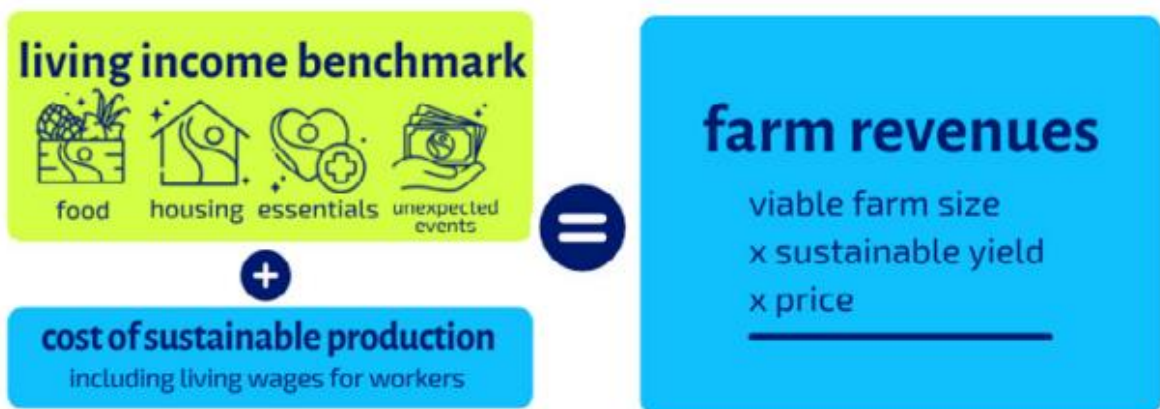 living income benchmark
food housing essentials unexpected
events
+
cost of sustainable production
including living wages for workers
=
farm revenues
viable farm size
x sustainable yield
x price